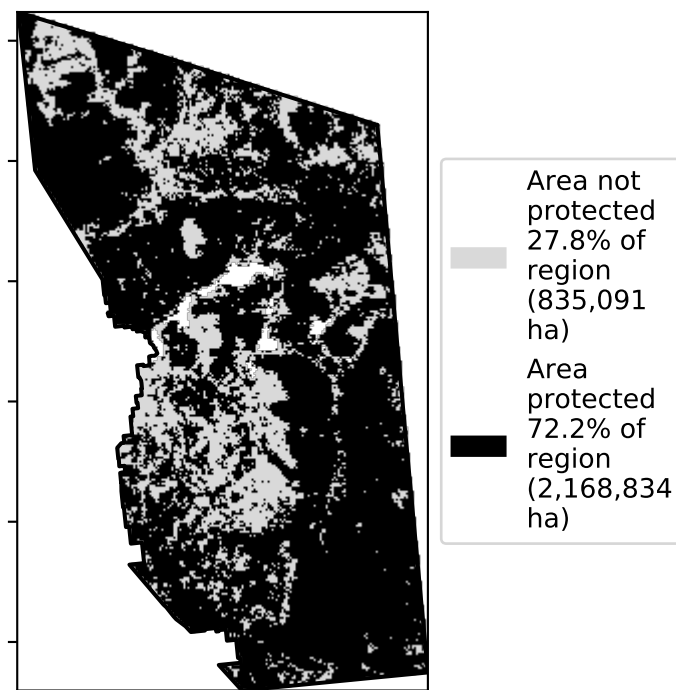 Area not
protected
27.8% of
region
(835,091
ha)
Area
protected
72.2% of
region
(2,168,834
ha)